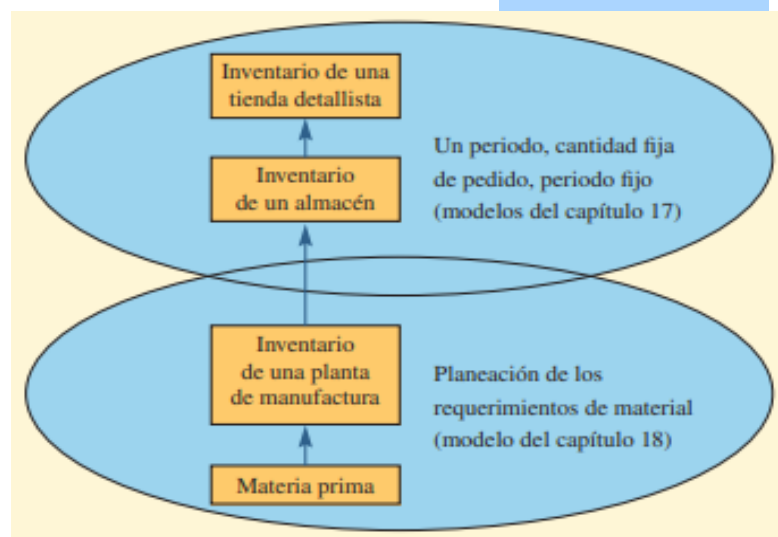 Inventario de una
tienda detallista
Inventario
de un almacén
Un periodo, cantidad fija
de pedido, periodo fijo
(modelos del capítulo 17)
Inventario
de una planta
de manufactura
Planeación de los
requerimientos de material
(modelo del capítulo 18)
Materia prima